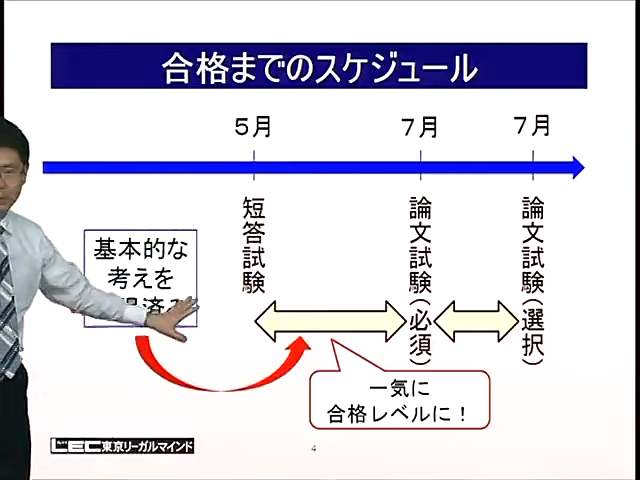 合格までのスケジュール
5月
7月
7月
短答試験
論文試験(必須)
論文試験(選択)
基本的な
考えを
済み
一気に
合格レベルに！
LEC東京リーガルマインド
4